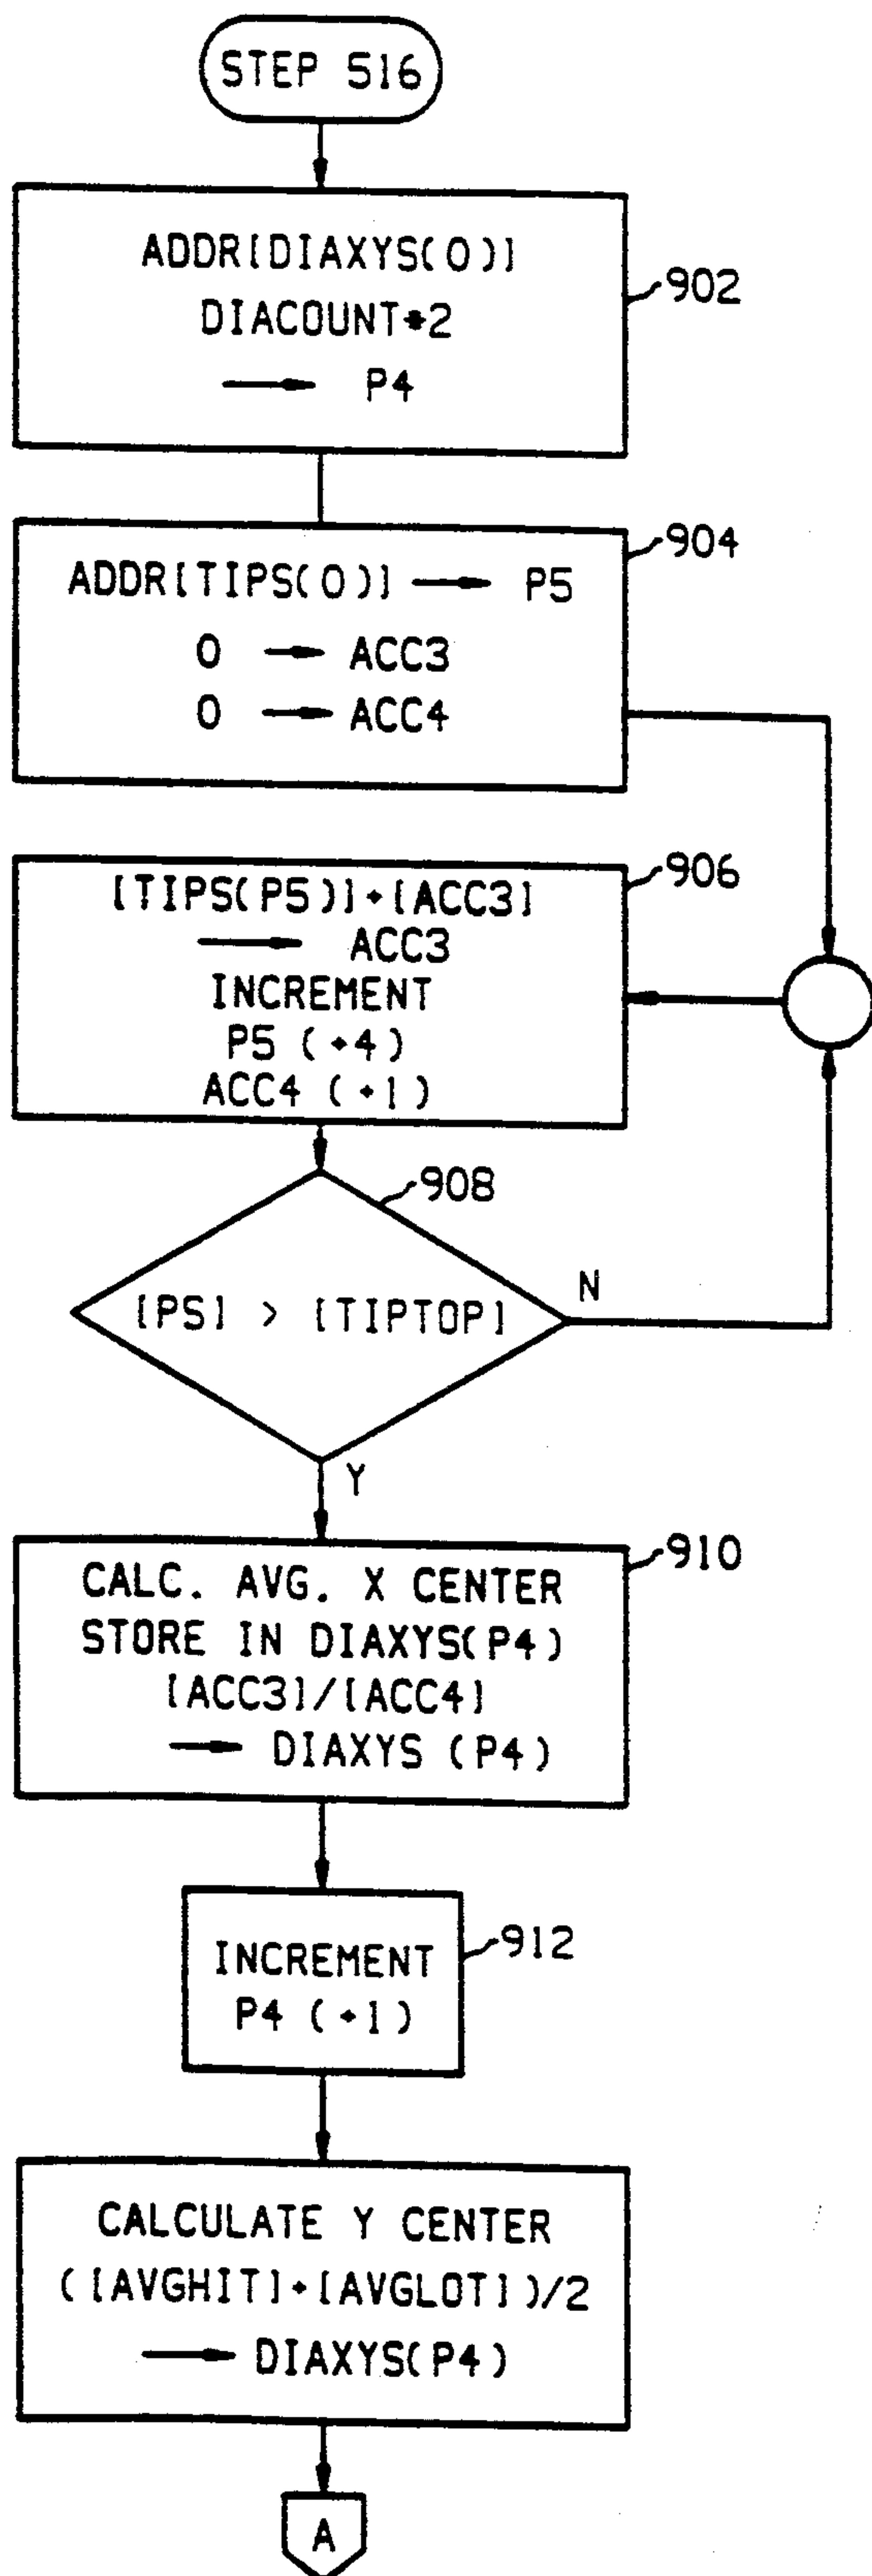 STEP 516
ADDR[DIAXYS(0)]
DIACOUNT*2
→ P4
902
ADDR[TIPS(0)] → P5
0 → ACC3
0 → ACC4
904
[TIPS(P5)]+[ACC3]
→ ACC3
INCREMENT
P5 (+4)
ACC4 (+1)
906
908
[PS] > [TIPTOP]
N
Y
CALC. AVG. X CENTER
STORE IN DIAXYS(P4)
[ACC3]/[ACC4]
→ DIAXYS (P4)
910
INCREMENT
P4 (+1)
912
CALCULATE Y CENTER
([AVGHIT]+[AVGLOT])/2
→ DIAXYS(P4)
A